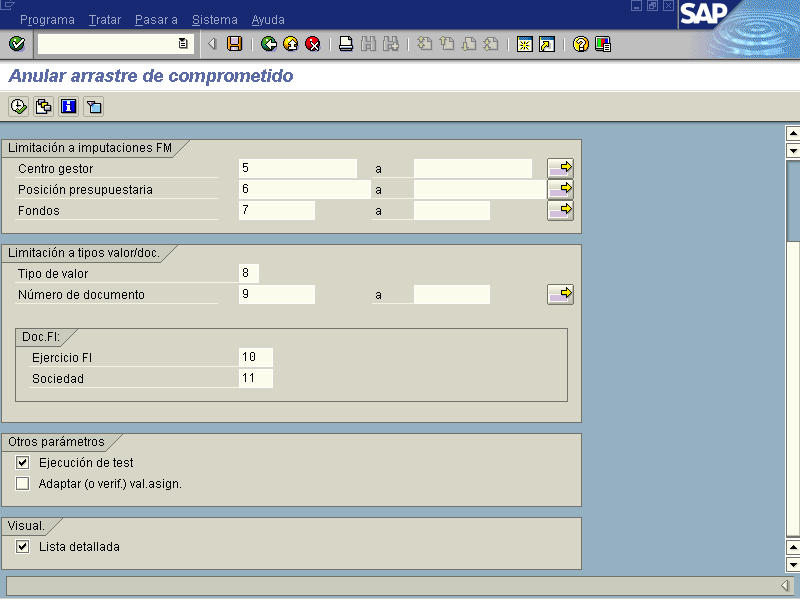 Programa Tratar Pasar a Sistema Ayuda
SAP
Anular arrastre de comprometido
Limitación a imputaciones FM
Centro gestor 5 a
Posición presupuestaria 6 a
Fondos 7 a
Limitación a tipos valor/doc.
Tipo de valor 8
Número de documento 9 a
Doc.FI:
Ejercicio FI 10
Sociedad 11
Otros parámetros
Ejecución de test
Adaptar (o verif.) val.asign.
Visual.
Lista detallada